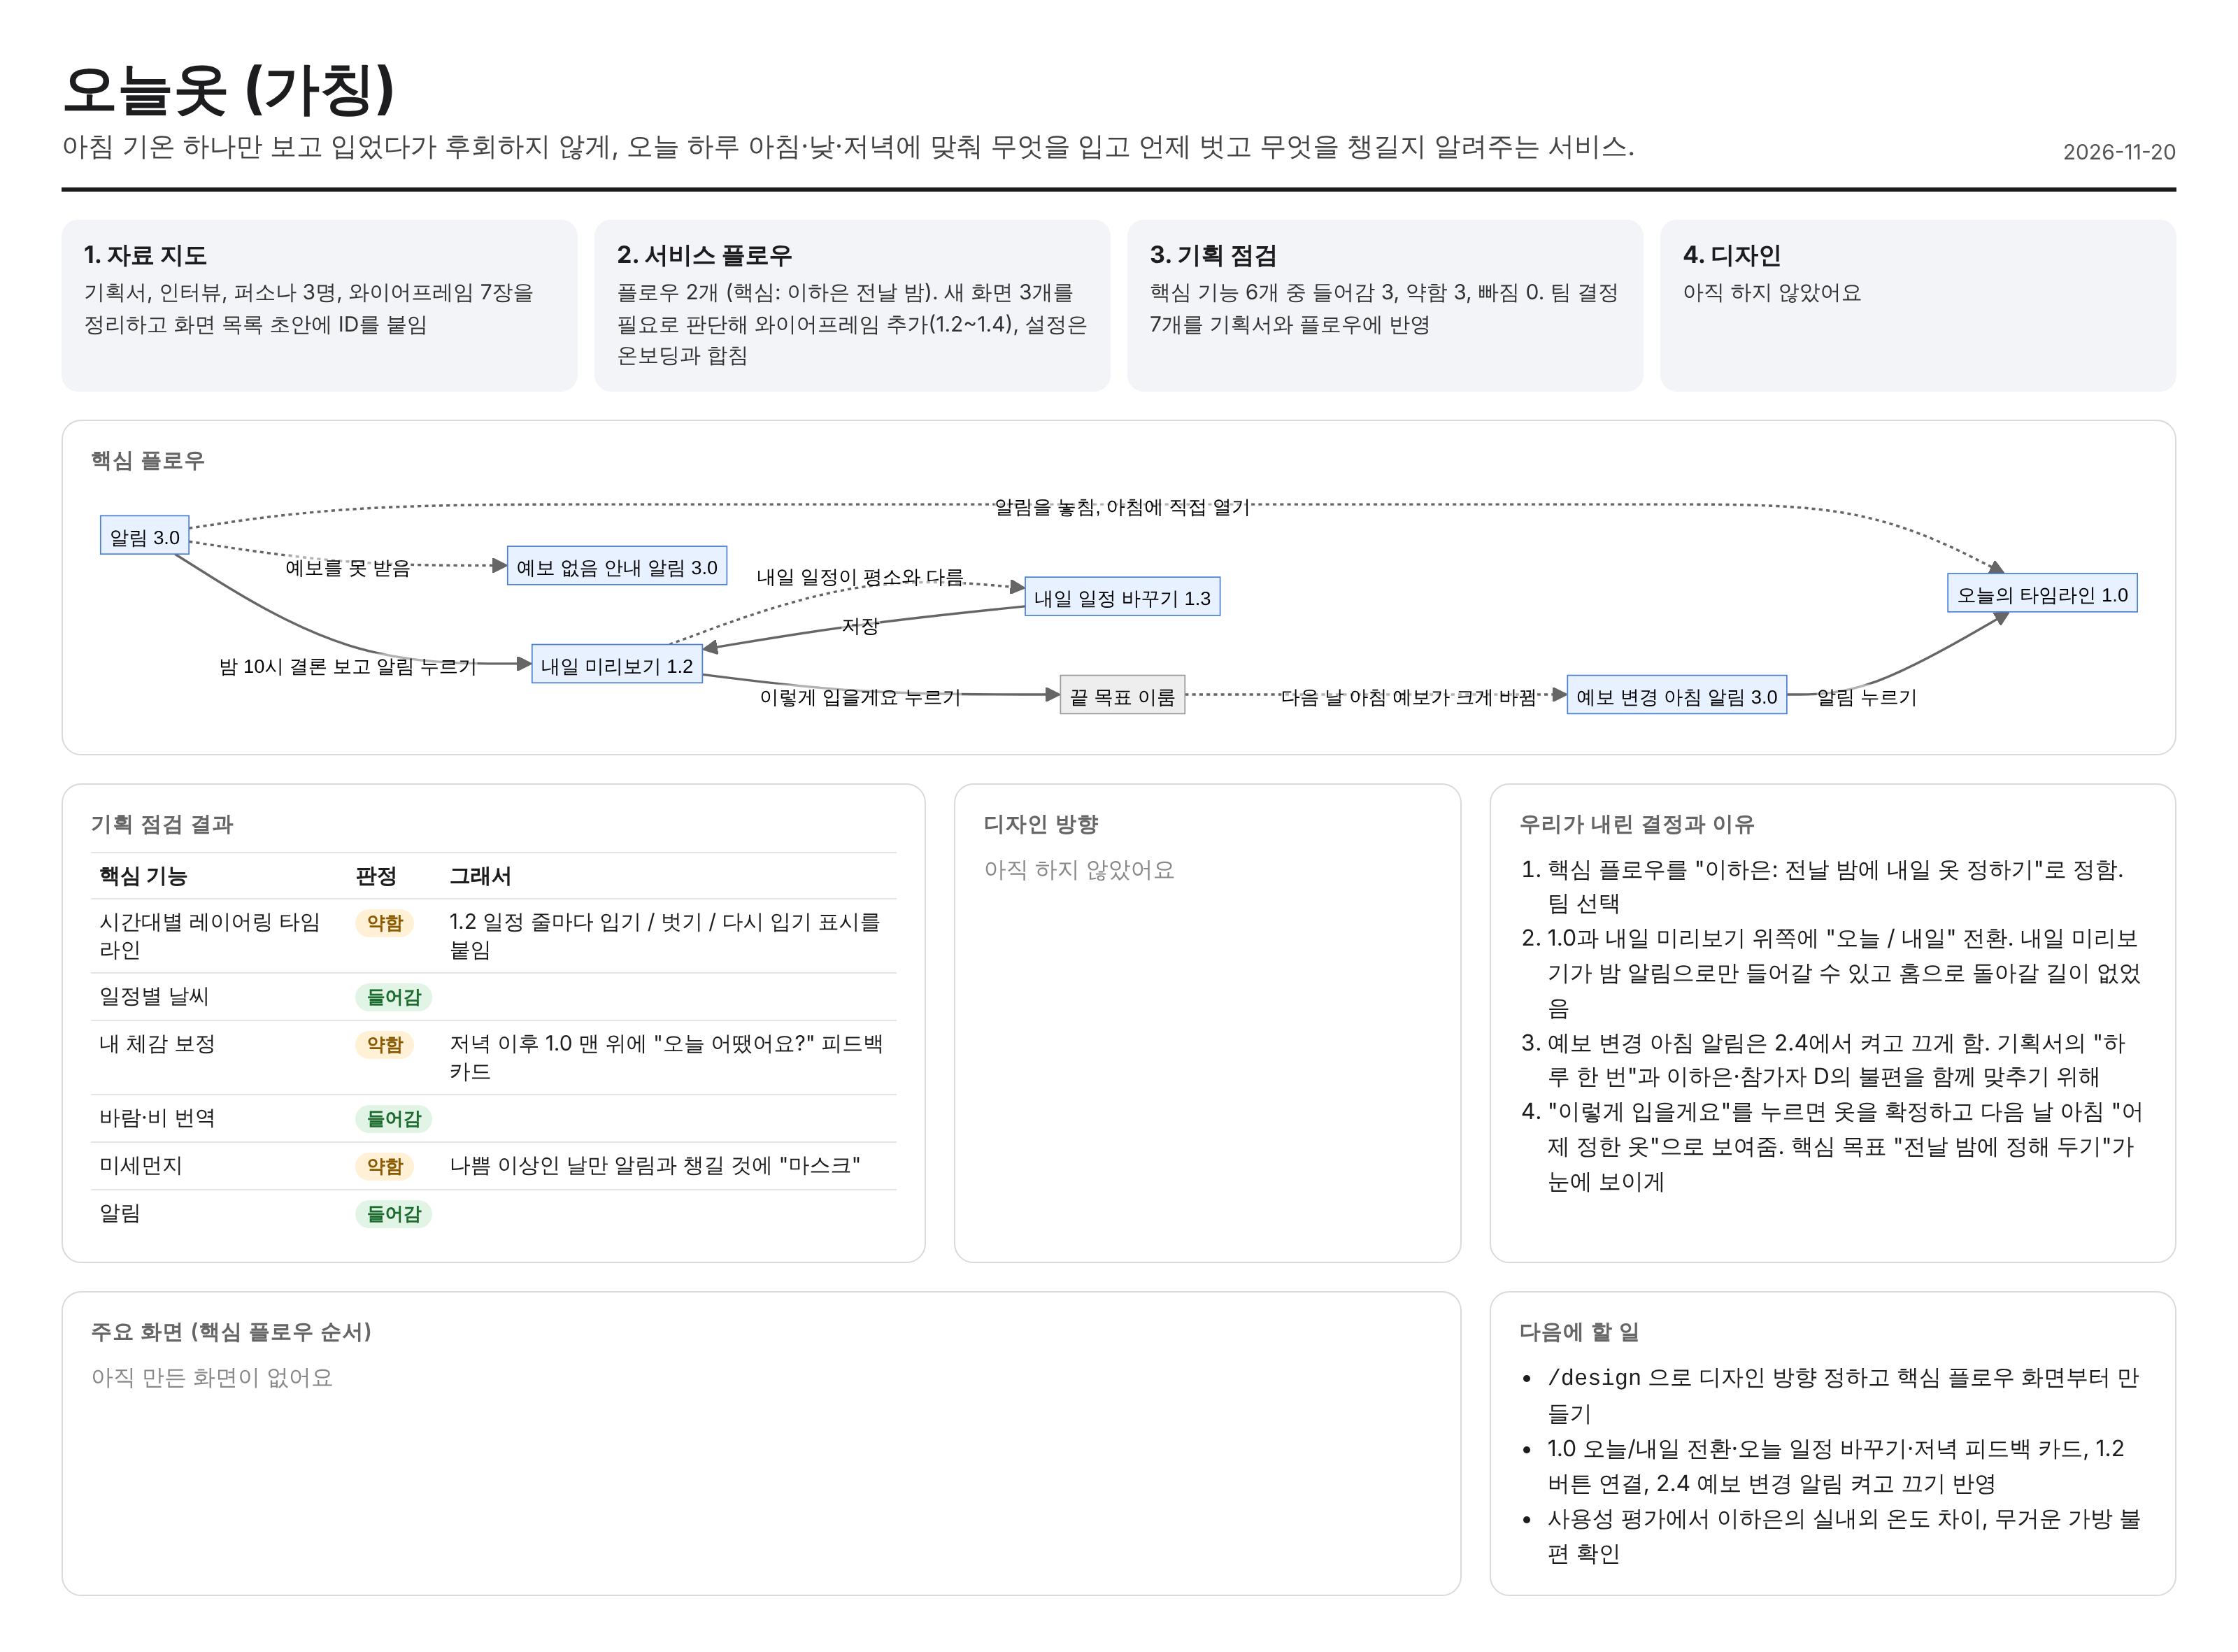 오늘옷 (가칭)
아침 기온 하나만 보고 입었다가 후회하지 않게, 오늘 하루 아침·낮·저녁에 맞춰 무엇을 입고 언제 벗고 무엇을 챙길지 알려주는 서비스.
2026-11-20
1. 자료 지도
기획서, 인터뷰, 퍼소나 3명, 와이어프레임 7장을
정리하고 화면 목록 초안에 ID를 붙임
2. 서비스 플로우
플로우 2개 (핵심: 이하은 전날 밤). 새 화면 3개를
필요로 판단해 와이어프레임 추가(1.2~1.4), 설정은
온보딩과 합침
3. 기획 점검
핵심 기능 6개 중 들어감 3, 약함 3, 빠짐 0. 팀 결정
7개를 기획서와 플로우에 반영
4. 디자인
아직 하지 않았어요
핵심 플로우
알림을 놓침, 아침에 직접 열기
알림 3.0
예보를 못 받음
예보 없음 안내 알림 3.0
내일 일정이 평소와 다름
내일 일정 바꾸기 1.3
오늘의 타임라인 1.0
저장
밤 10시 결론 보고 알림 누르기
내일 미리보기 1.2
이렇게 입을게요 누르기
끝 목표 이룸
다음 날 아침 예보가 크게 바뀜
예보 변경 아침 알림 3.0
알림 누르기
기획 점검 결과
핵심 기능 판정 그래서
시간대별 레이어링 타임
라인
약함
1.2 일정 줄마다 입기 / 벗기 / 다시 입기 표시를
붙임
일정별 날씨 들어감
내 체감 보정 약함
저녁 이후 1.0 맨 위에 "오늘 어땠어요?" 피드백
카드
바람·비 번역 들어감
미세먼지 약함 나쁨 이상인 날만 알림과 챙길 것에 "마스크"
알림 들어감
디자인 방향
아직 하지 않았어요
우리가 내린 결정과 이유
1. 핵심 플로우를 "이하은: 전날 밤에 내일 옷 정하기"로 정함.
팀 선택
2. 1.0과 내일 미리보기 위쪽에 "오늘 / 내일" 전환. 내일 미리보
기가 밤 알림으로만 들어갈 수 있고 홈으로 돌아갈 길이 없었
음
3. 예보 변경 아침 알림은 2.4에서 켜고 끄게 함. 기획서의 "하
루 한 번"과 이하은·참가자 D의 불편을 함께 맞추기 위해
4. "이렇게 입을게요"를 누르면 옷을 확정하고 다음 날 아침 "어
제 정한 옷"으로 보여줌. 핵심 목표 "전날 밤에 정해 두기"가
눈에 보이게
주요 화면 (핵심 플로우 순서)
아직 만든 화면이 없어요
다음에 할 일
• /design 으로 디자인 방향 정하고 핵심 플로우 화면부터 만
들기
• 1.0 오늘/내일 전환·오늘 일정 바꾸기·저녁 피드백 카드, 1.2
버튼 연결, 2.4 예보 변경 알림 켜고 끄기 반영
• 사용성 평가에서 이하은의 실내외 온도 차이, 무거운 가방 불
편 확인